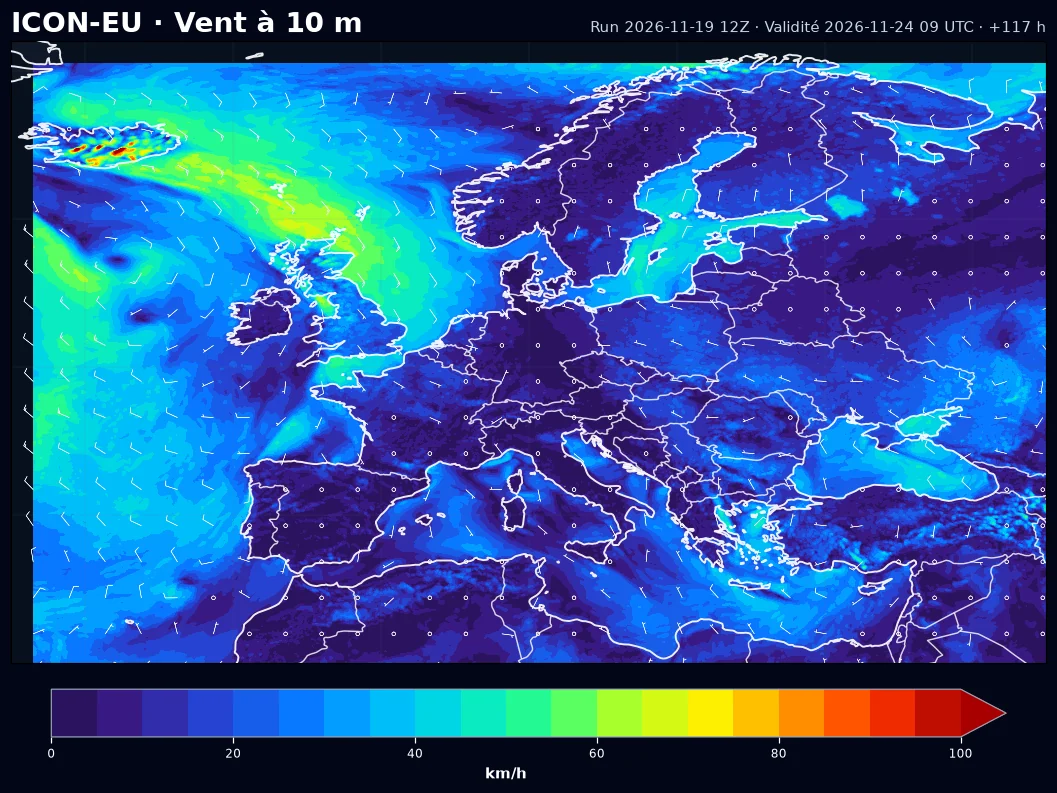 ICON-EU · Vent à 10 m
Run 2026-11-19 12Z · Validité 2026-11-24 09 UTC · +117 h
0 20 40 60 80 100
km/h